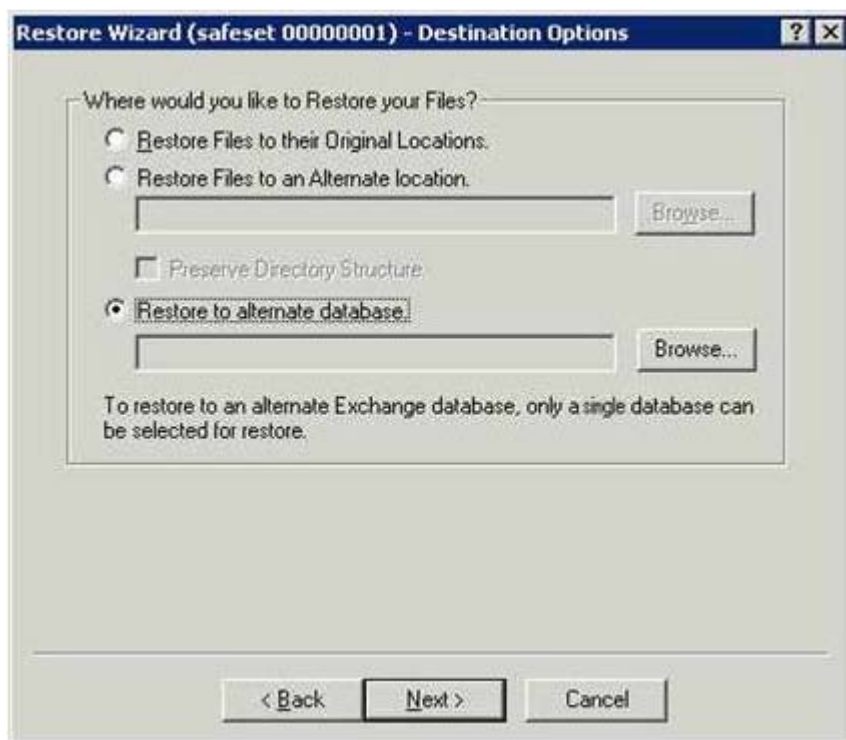 Restore Wizard (safeset 00000001) - Destination Options
Where would you like to Restore your Files?
Restore Files to their Original Locations.
Restore Files to an Alternate location.
Browse...
Preserve Directory Structure
Restore to alternate database.
Browse...
To restore to an alternate Exchange database, only a single database can
be selected for restore.
< Back
Next >
Cancel